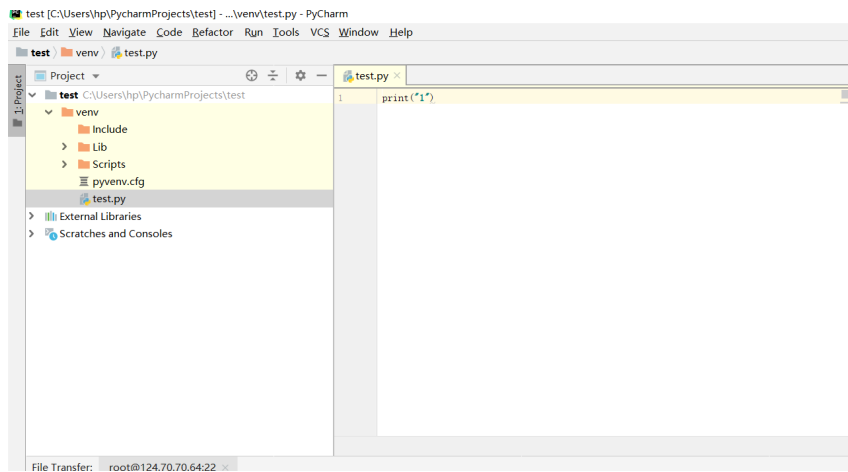 test [C:\Users\hp\PycharmProjects\test] - ...\venv\test.py - PyCharm
File Edit View Navigate Code Refactor Run Tools VCS Window Help
test venv test.py
1: Project
Project
test.py
test C:\Users\hp\PycharmProjects\test
1 print("1")
venv
Include
Lib
Scripts
pyvenv.cfg
test.py
External Libraries
Scratches and Consoles
File Transfer: root@124.70.70.64:22